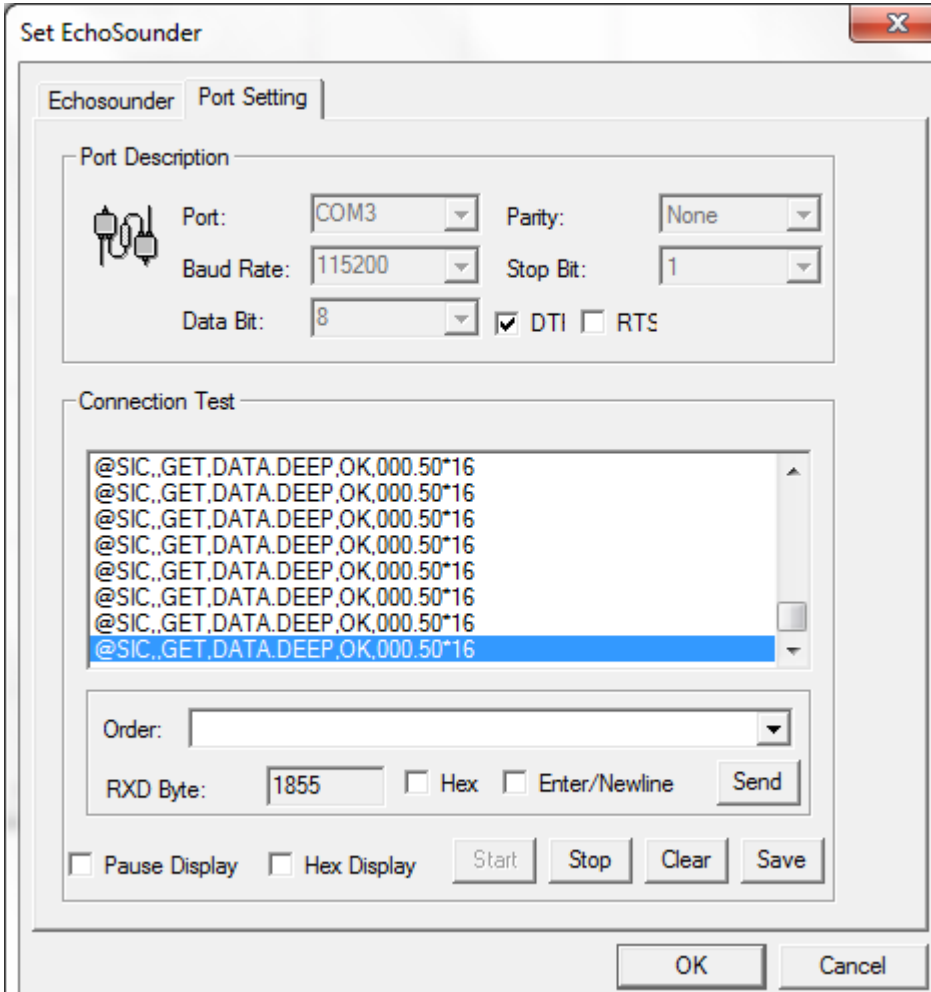 Set EchoSounder
Echosounder Port Setting
Port Description
Port: COM3 Parity: None
Baud Rate: 115200 Stop Bit: 1
Data Bit: 8 DTI RTS
Connection Test
@SIC,,GET,DATA.DEEP,OK,000.50*16
@SIC,,GET,DATA.DEEP,OK,000.50*16
@SIC,,GET,DATA.DEEP,OK,000.50*16
@SIC,,GET,DATA.DEEP,OK,000.50*16
@SIC,,GET,DATA.DEEP,OK,000.50*16
@SIC,,GET,DATA.DEEP,OK,000.50*16
@SIC,,GET,DATA.DEEP,OK,000.50*16
@SIC,,GET,DATA.DEEP,OK,000.50*16
Order:
RXD Byte: 1855 Hex Enter/Newline Send
Pause Display Hex Display Start Stop Clear Save
OK Cancel